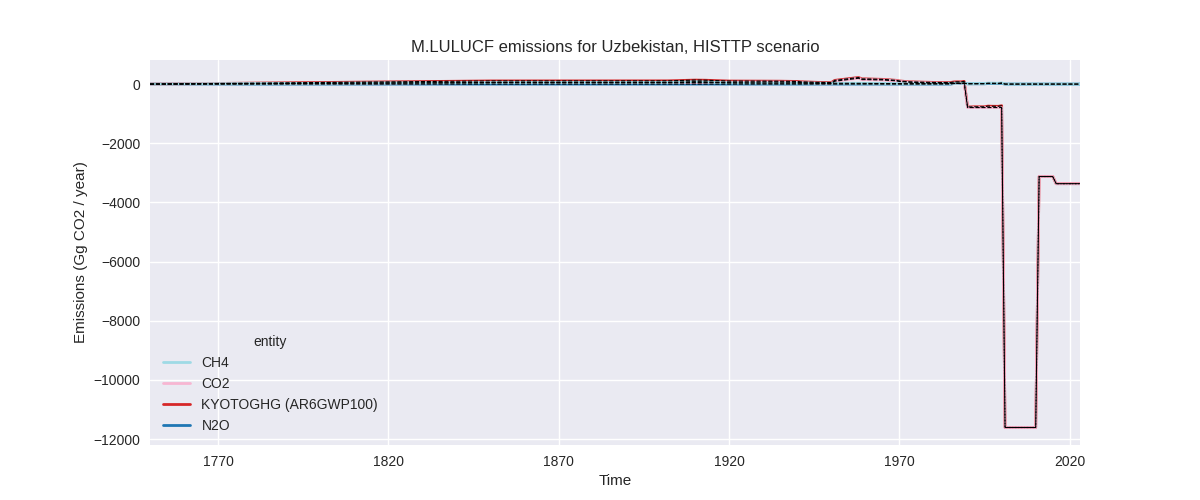 M.LULUCF emissions for Uzbekistan, HISTTP scenario
Emissions (Gg CO2 / year)
0
−2000
−4000
−6000
−8000
−10000
−12000
entity
CH4
CO2
KYOTOGHG (AR6GWP100)
N2O
1770 1820 1870 1920 1970 2020
Time